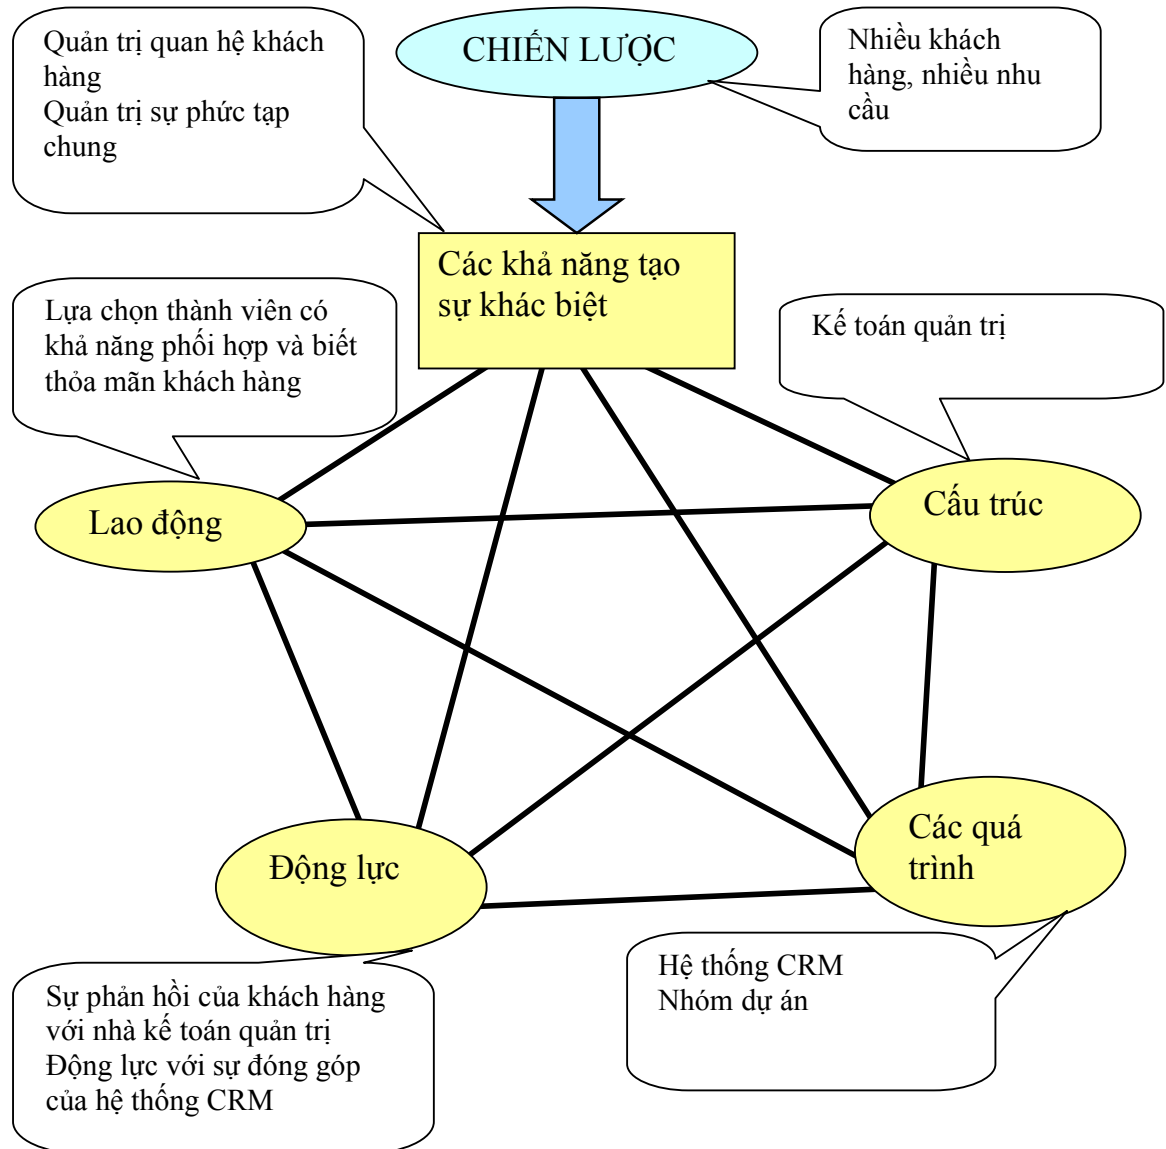 Quản trị quan hệ khách
hàng
Quản trị sự phức tạp
chung
CHIẾN LƯỢC
Nhiều khách
hàng, nhiều nhu
cầu
Các khả năng tạo
sự khác biệt
Lựa chọn thành viên có
khả năng phối hợp và biết
thỏa mãn khách hàng
Kế toán quản trị
Lao động
Cấu trúc
Động lực
Các quá
trình
Sự phản hồi của khách hàng
với nhà kế toán quản trị
Động lực với sự đóng góp
của hệ thống CRM
Hệ thống CRM
Nhóm dự án